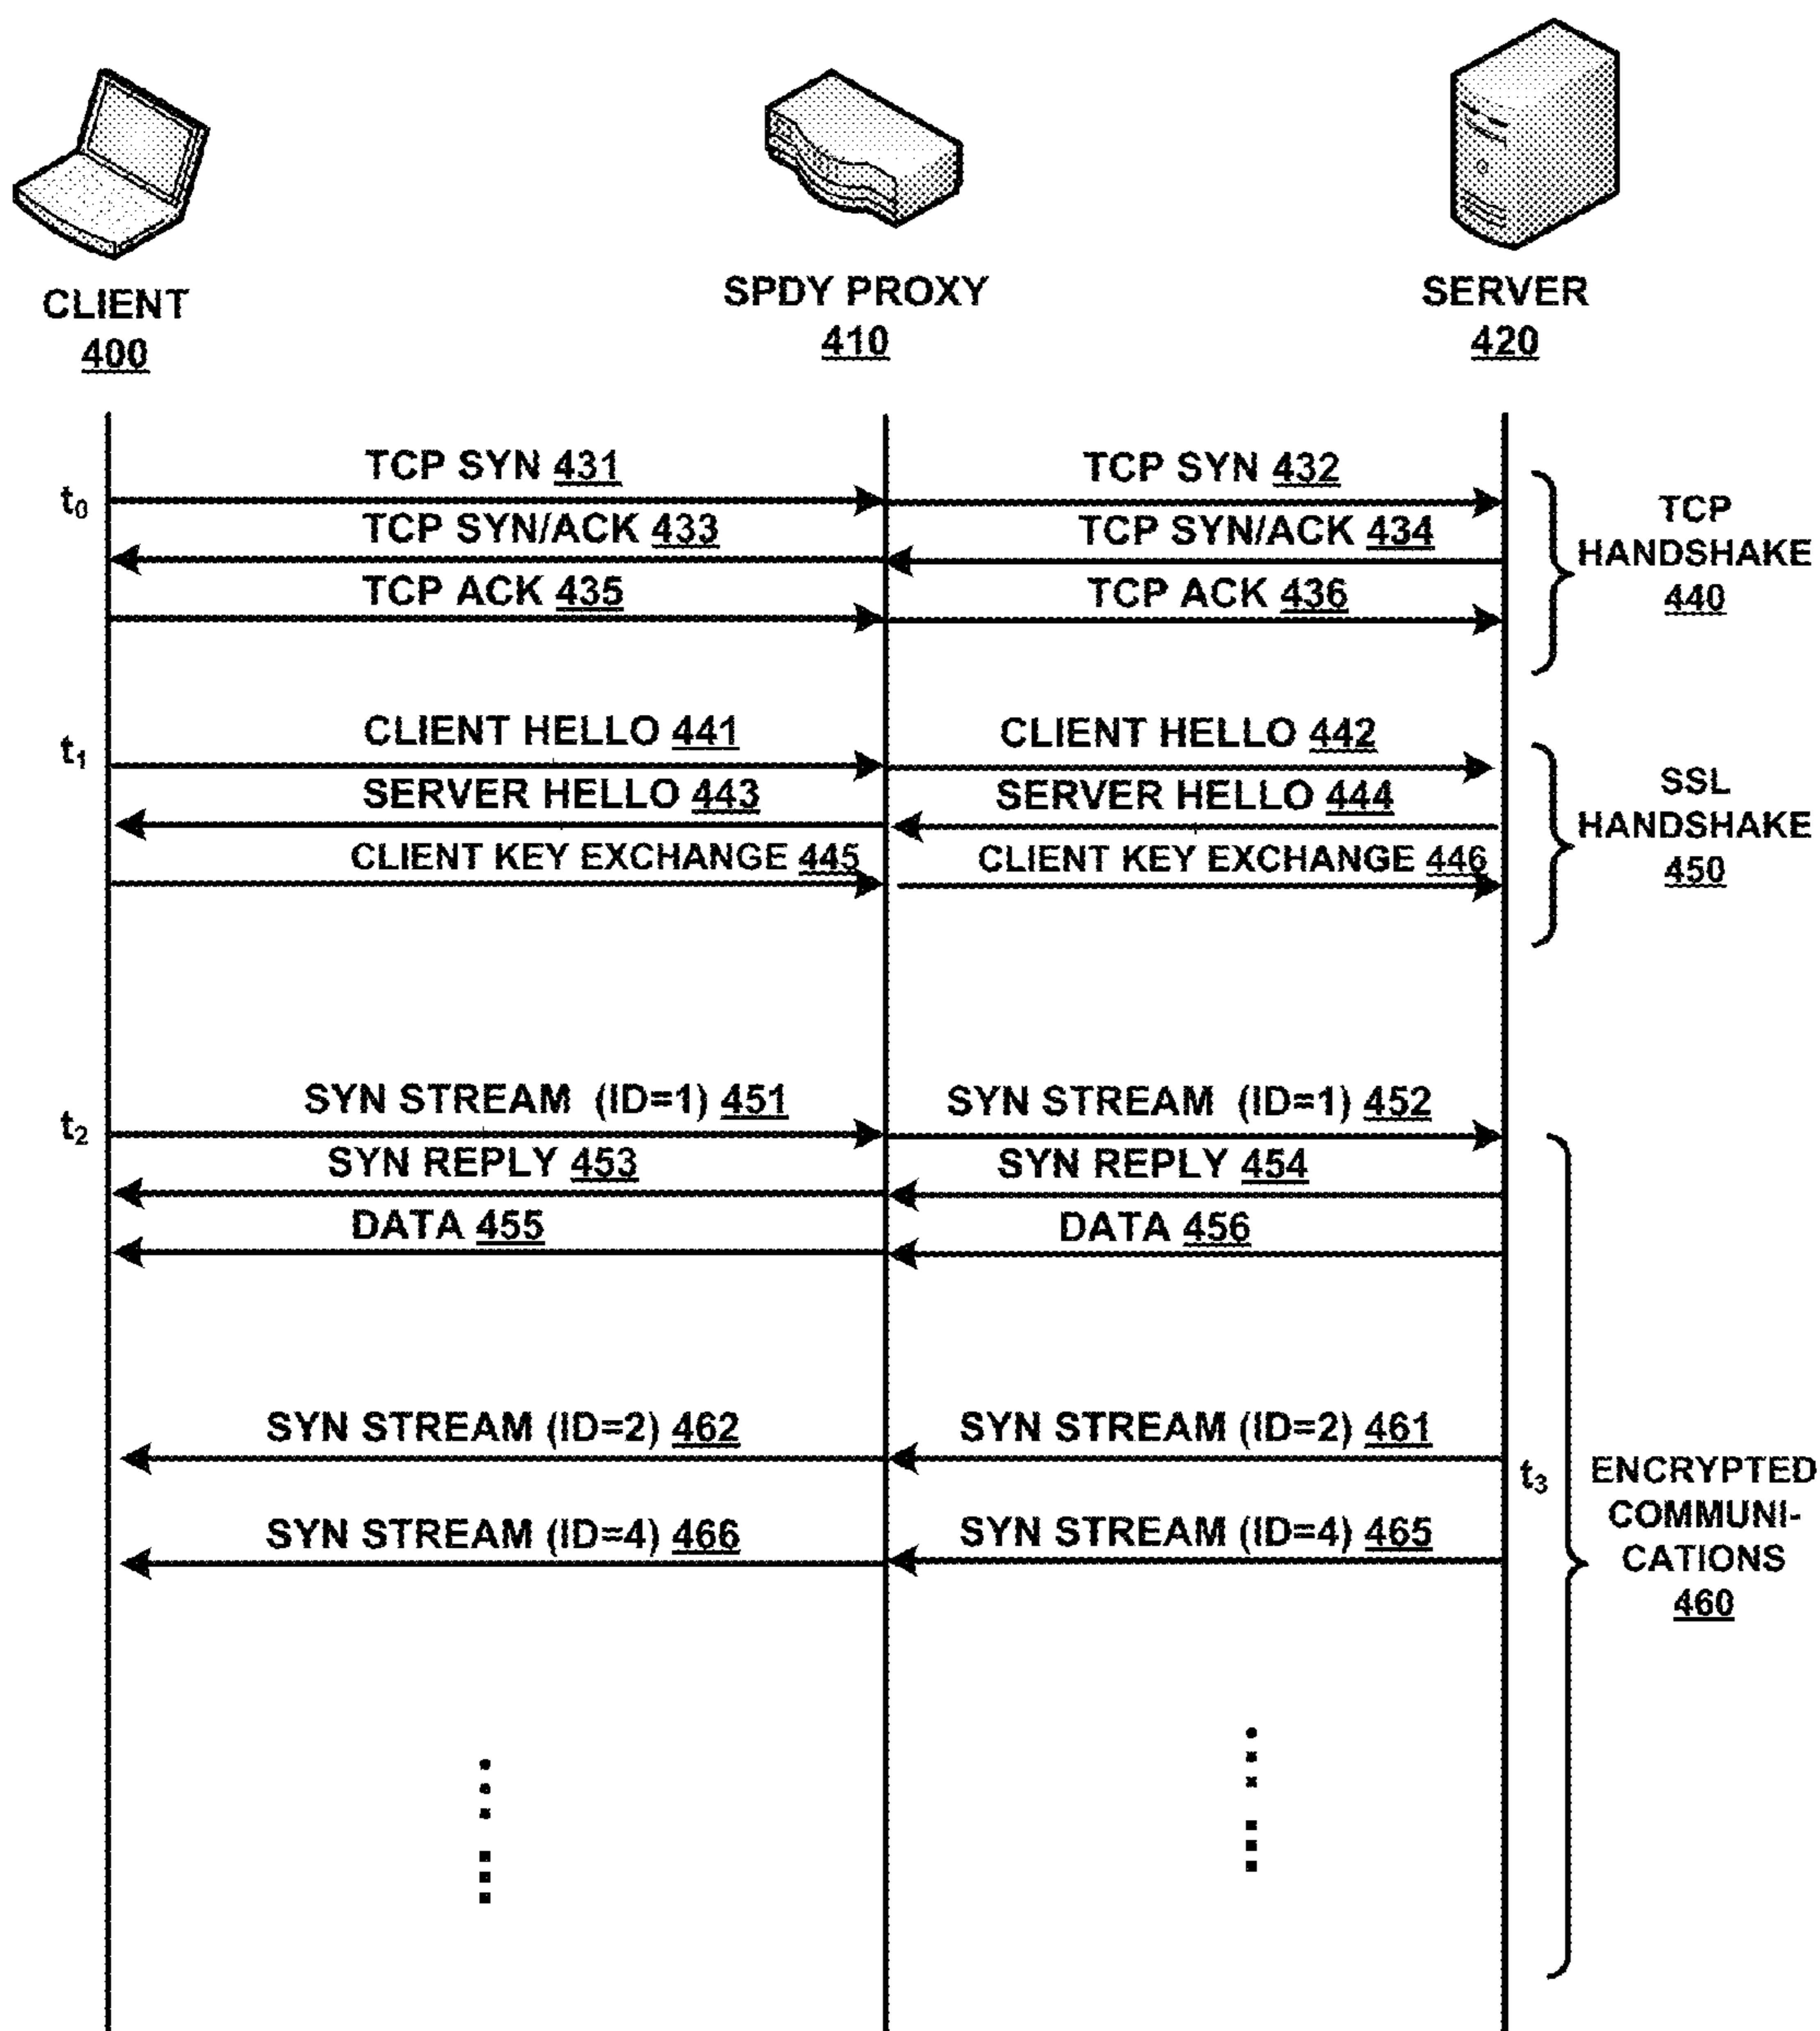 CLIENT
400
SPDY PROXY
410
SERVER
420
t0
TCP SYN 431
TCP SYN 432
TCP SYN/ACK 433
TCP SYN/ACK 434
TCP ACK 435
TCP ACK 436
TCP
HANDSHAKE
440
t1
CLIENT HELLO 441
CLIENT HELLO 442
SERVER HELLO 443
SERVER HELLO 444
CLIENT KEY EXCHANGE 445
CLIENT KEY EXCHANGE 446
SSL
HANDSHAKE
450
t2
SYN STREAM (ID=1) 451
SYN STREAM (ID=1) 452
SYN REPLY 453
SYN REPLY 454
DATA 455
DATA 456
SYN STREAM (ID=2) 462
SYN STREAM (ID=2) 461
t3
SYN STREAM (ID=4) 466
SYN STREAM (ID=4) 465
ENCRYPTED
COMMUNI-
CATIONS
460